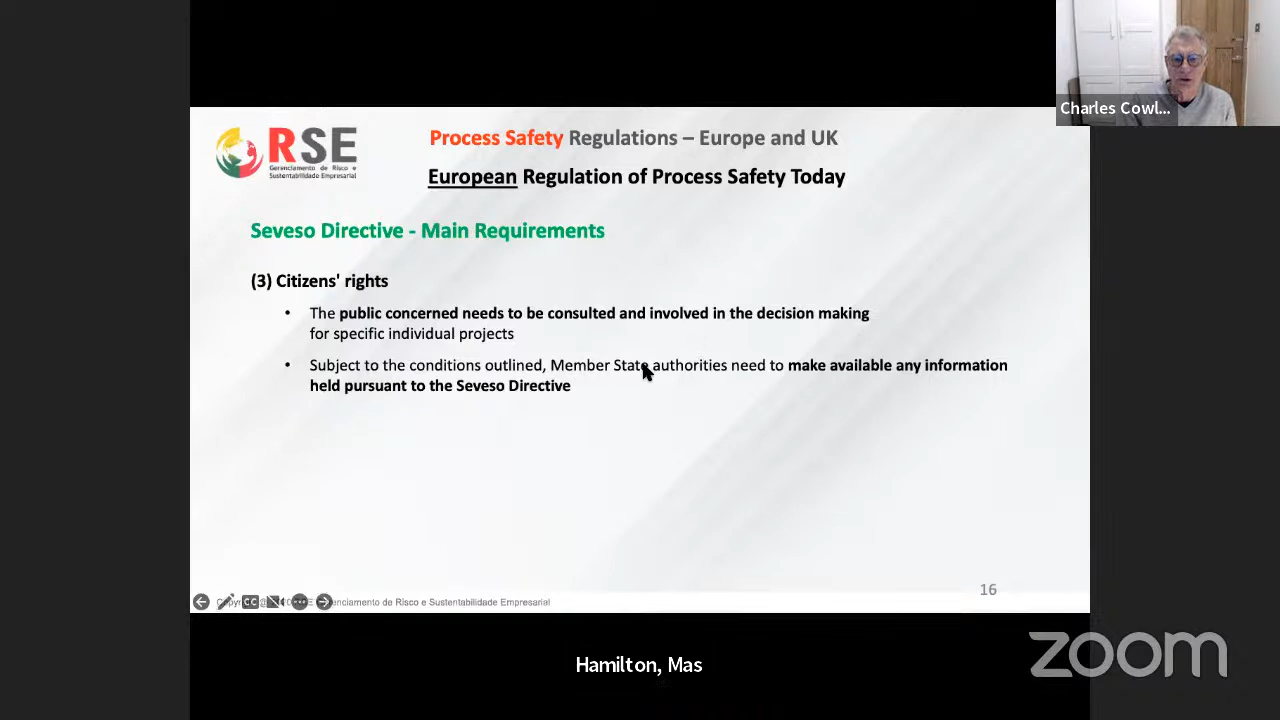 Charles Cowl...
RSE
Gerenciamento de Risco e
Sustentabilidade Empresarial
Process Safety Regulations – Europe and UK
European Regulation of Process Safety Today
Seveso Directive - Main Requirements
(3) Citizens' rights
• The public concerned needs to be consulted and involved in the decision making
for specific individual projects
• Subject to the conditions outlined, Member State authorities need to make available any information
held pursuant to the Seveso Directive
16
CC
de Risco e Sustentabilidade Empresarial
Hamilton, Mas
zoom